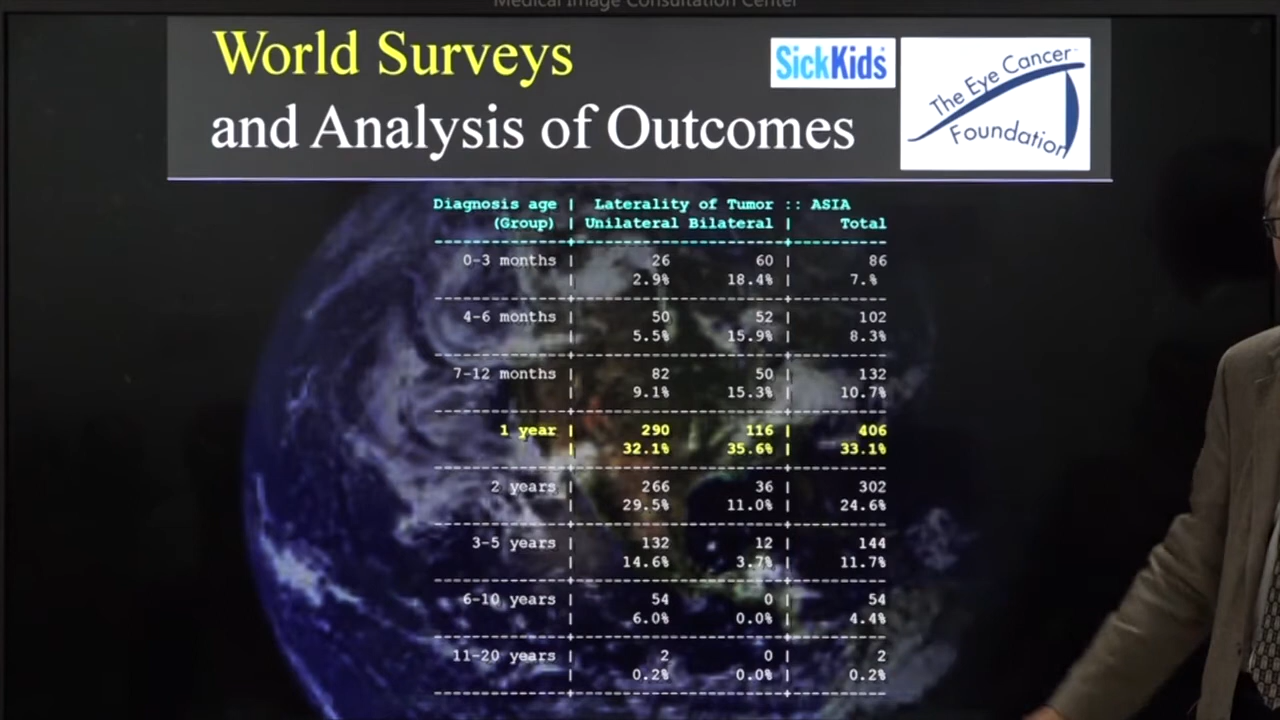 Medical Image Consultation Center
World Surveys
and Analysis of Outcomes
SickKids
The Eye Cancer
Foundation
Diagnosis age | Laterality of Tumor :: ASIA
(Group) | Unilateral Bilateral | Total
0-3 months | 26 60 | 86
| 2.9% 18.4% | 7.%
4-6 months | 50 52 | 102
| 5.5% 15.9% | 8.3%
7-12 months | 82 50 | 132
| 9.1% 15.3% | 10.7%
1 year | 290 116 | 406
| 32.1% 35.6% | 33.1%
2 years | 266 36 | 302
| 29.5% 11.0% | 24.6%
3-5 years | 132 12 | 144
| 14.6% 3.7% | 11.7%
6-10 years | 54 0 | 54
| 6.0% 0.0% | 4.4%
11-20 years | 2 0 | 2
| 0.2% 0.0% | 0.2%